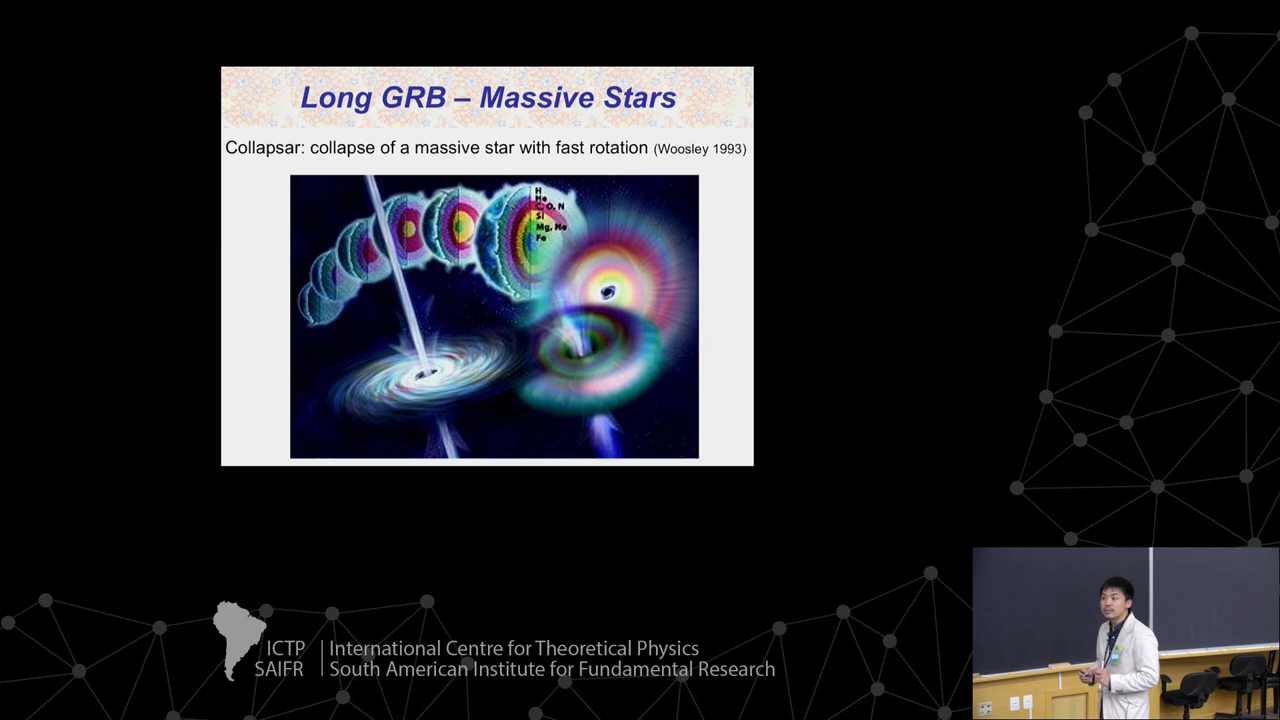 Long GRB – Massive Stars
Collapsar: collapse of a massive star with fast rotation (Woosley 1993)
H
He
C, O, N
Si
Mg, Ne
Fe
ICTP
SAIFR
International Centre for Theoretical Physics
South American Institute for Fundamental Research